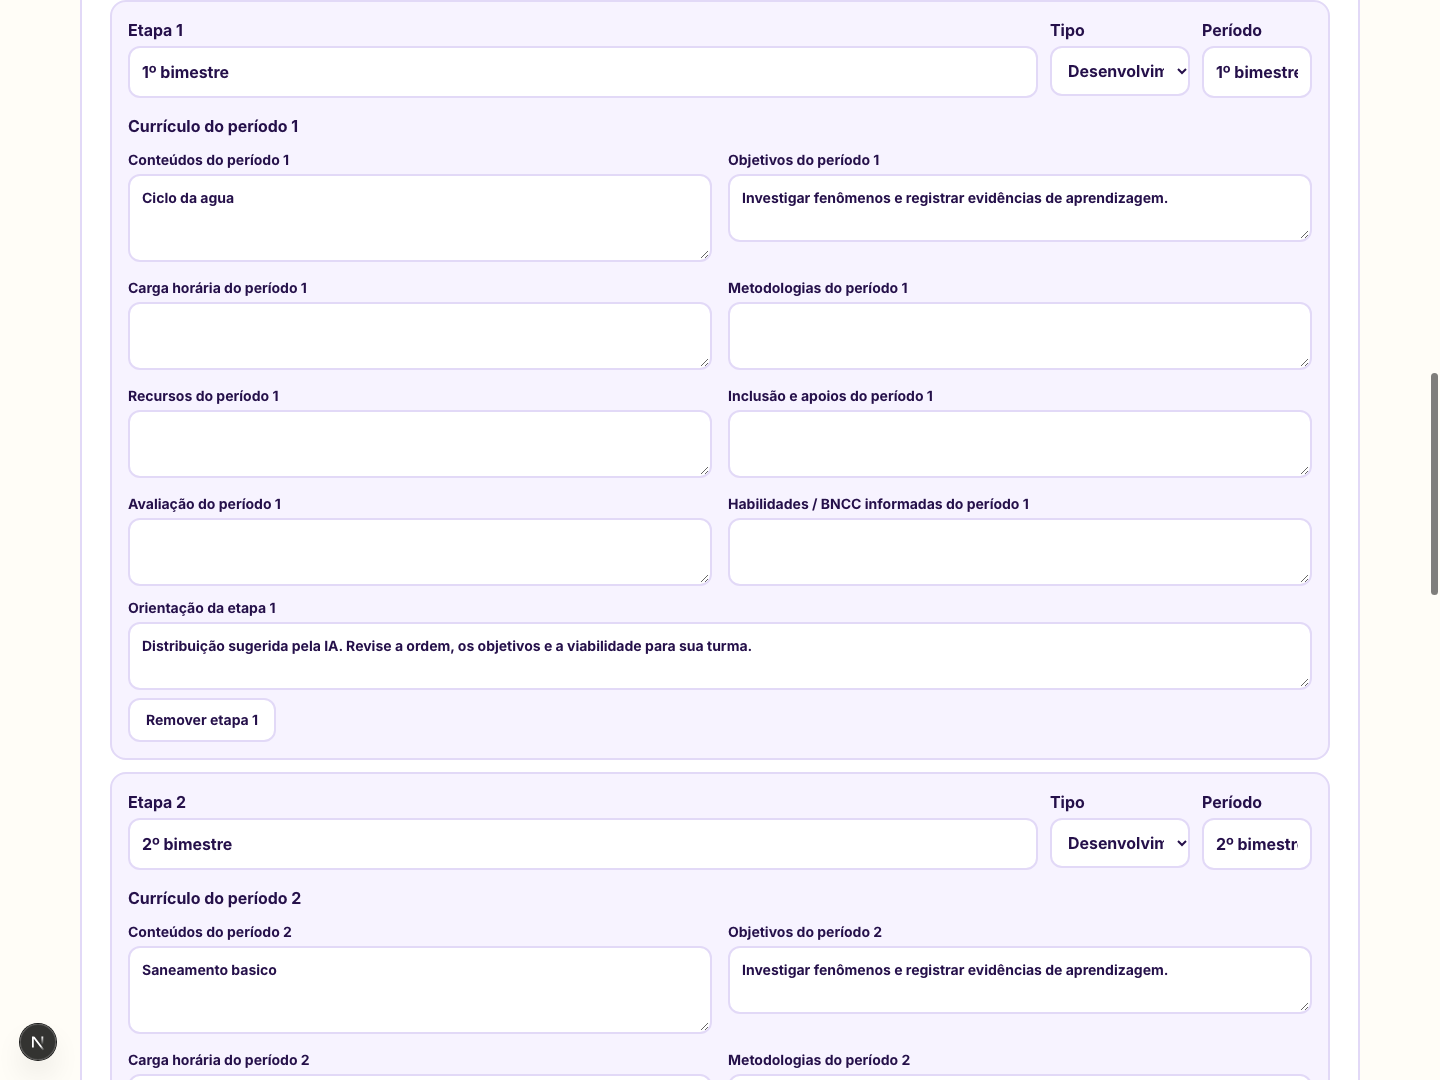 Etapa 1
Tipo
Período
1º bimestre
Desenvolvim
1º bimestre
Currículo do período 1
Conteúdos do período 1
Objetivos do período 1
Ciclo da agua
Investigar fenômenos e registrar evidências de aprendizagem.
Carga horária do período 1
Metodologias do período 1
Recursos do período 1
Inclusão e apoios do período 1
Avaliação do período 1
Habilidades / BNCC informadas do período 1
Orientação da etapa 1
Distribuição sugerida pela IA. Revise a ordem, os objetivos e a viabilidade para sua turma.
Remover etapa 1
Etapa 2
Tipo
Período
2º bimestre
Desenvolvim
2º bimestr
Currículo do período 2
Conteúdos do período 2
Objetivos do período 2
Saneamento basico
Investigar fenômenos e registrar evidências de aprendizagem.
N
Carga horária do período 2
Metodologias do período 2